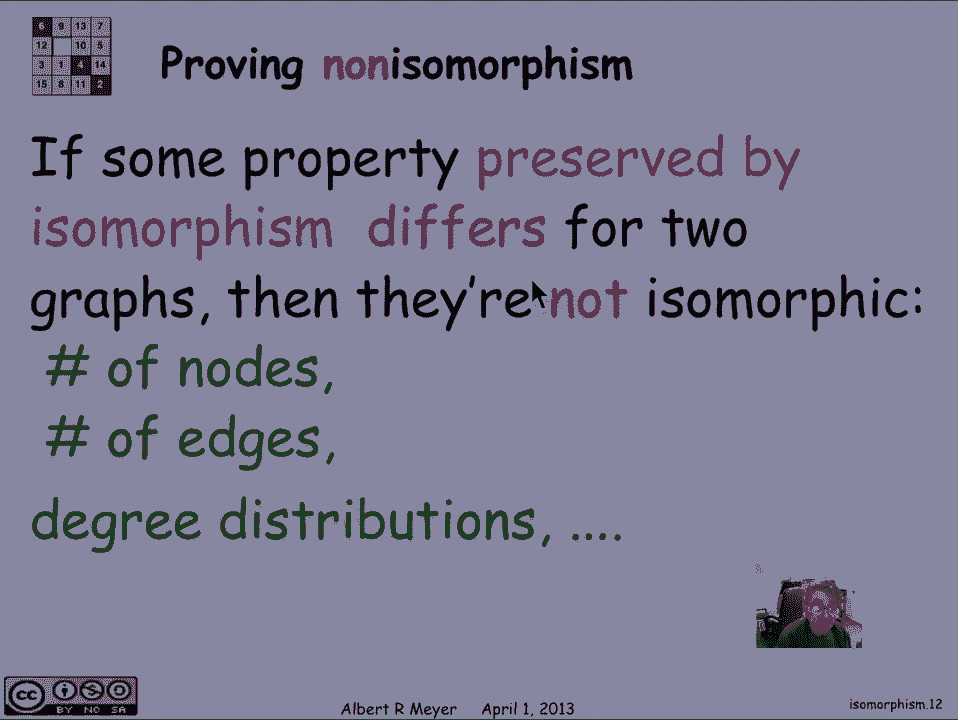 6 9 13 7
12 10 5
3 1 4 14
15 8 11 2
Proving nonisomorphism
If some property preserved by
isomorphism differs for two
graphs, then they're not isomorphic:
# of nodes,
# of edges,
degree distributions, ....
cc
BY NC SA
Albert R Meyer April 1, 2013
isomorphism.12